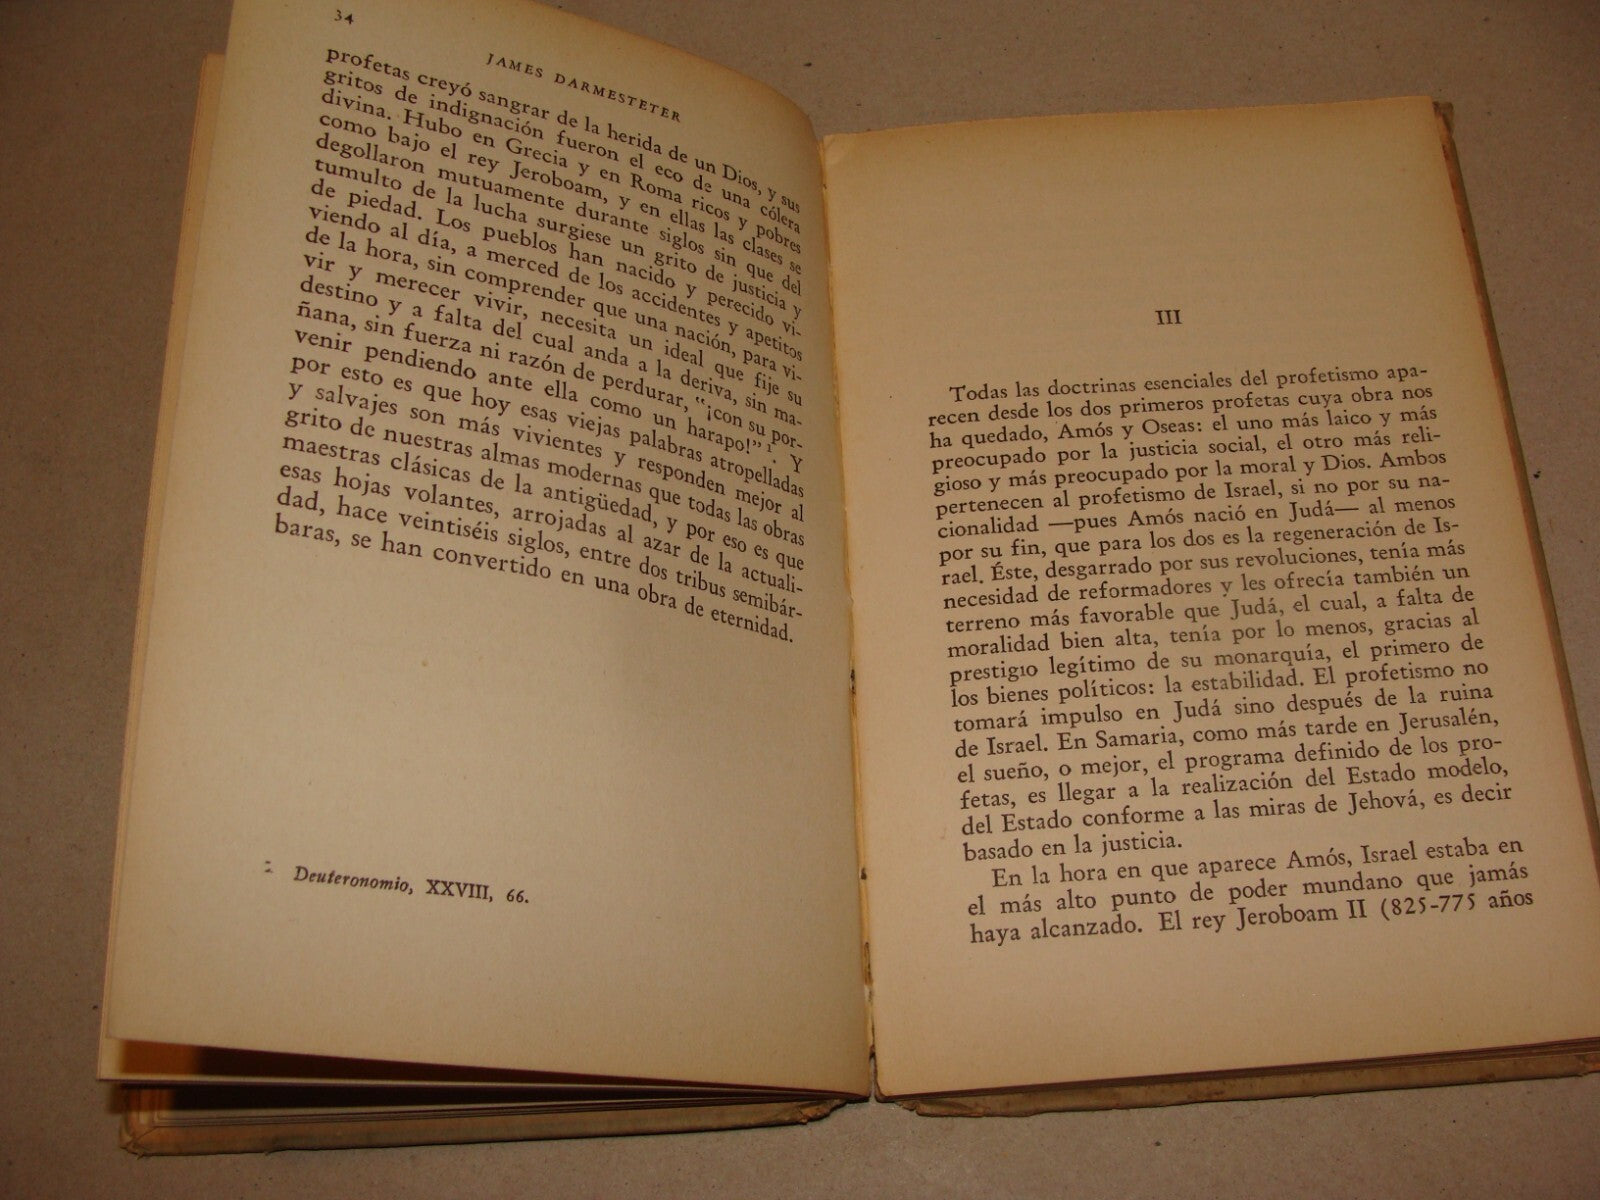 34
JAMES DARMESTETER
profetas creyó sangrar de la herida de un Dios, y sus
gritos de indignación fueron el eco de una cólera
divina. Hubo en Grecia y en Roma ricos y pobres
como bajo el rey Jeroboam, y en ellas las clases se
degollaron mutuamente durante siglos sin que del
tumulto de la lucha surgiese un grito de justicia y
de piedad. Los pueblos han nacido y perecido vi-
viendo al día, a merced de los accidentes y apetitos
de la hora, sin comprender que una nación, para vi-
vir y merecer vivir, necesita un ideal que fije su
destino y a falta del cual anda a la deriva, sin ma-
ñana, sin fuerza ni razón de perdurar, "¡con su por-
venir pendiendo ante ella como un harapo!" 1. Y
por esto es que hoy esas viejas palabras atropelladas
y salvajes son más vivientes y responden mejor al
grito de nuestras almas modernas que todas las obras
maestras clásicas de la antigüedad, y por eso es que
esas hojas volantes, arrojadas al azar de la actuali-
dad, hace veintiséis siglos, entre dos tribus semibár-
baras, se han convertido en una obra de eternidad.
Deuteronomio, XXVIII, 66.
III
Todas las doctrinas esenciales del profetismo apa-
recen desde los dos primeros profetas cuya obra nos
ha quedado, Amós y Oseas: el uno más laico y más
preocupado por la justicia social, el otro más reli-
gioso y más preocupado por la moral y Dios. Ambos
pertenecen al profetismo de Israel, si no por su na-
cionalidad —pues Amós nació en Judá— al menos
por su fin, que para los dos es la regeneración de Is-
rael. Éste, desgarrado por sus revoluciones, tenía más
necesidad de reformadores y les ofrecía también un
terreno más favorable que Judá, el cual, a falta de
moralidad bien alta, tenía por lo menos, gracias al
prestigio legítimo de su monarquía, el primero de
los bienes políticos: la estabilidad. El profetismo no
tomará impulso en Judá sino después de la ruina
de Israel. En Samaria, como más tarde en Jerusalén,
el sueño, o mejor, el programa definido de los pro-
fetas, es llegar a la realización del Estado modelo,
del Estado conforme a las miras de Jehová, es decir
basado en la justicia.
En la hora en que aparece Amós, Israel estaba en
el más alto punto de poder mundano que jamás
haya alcanzado. El rey Jeroboam II (825-775 años